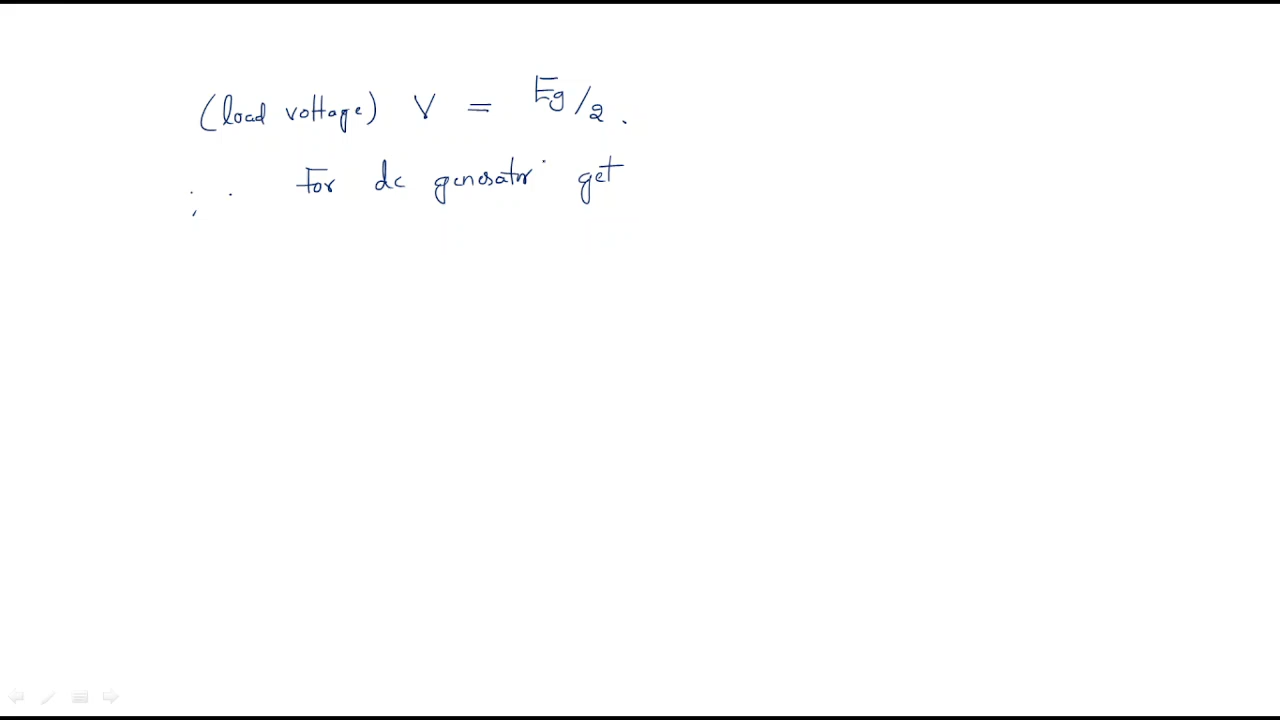 (load voltage) V = Eg/2.
∴ For dc generator get